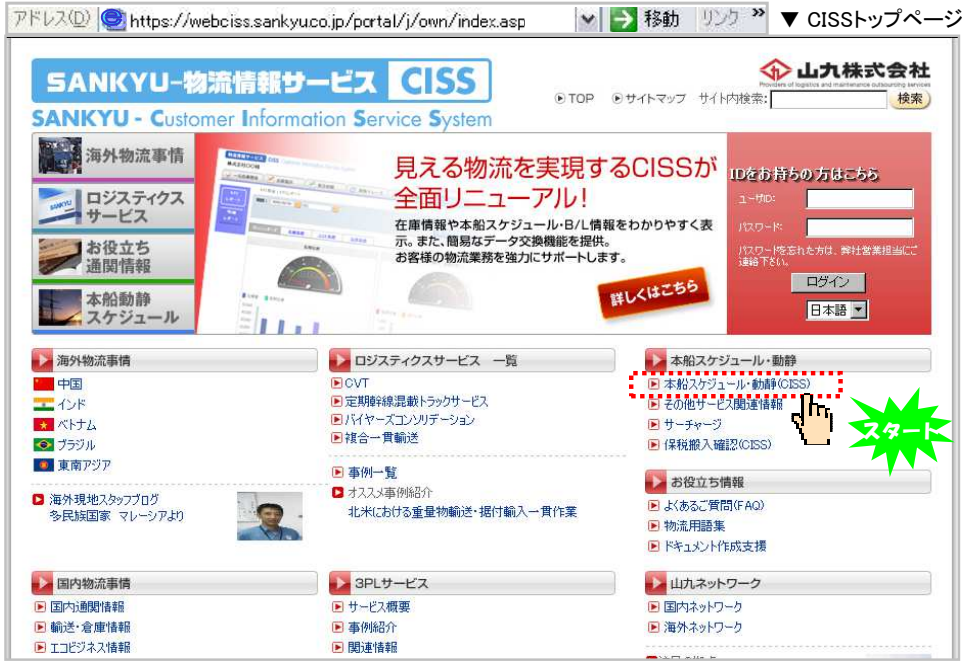 アドレス(D) https://webciss.sankyu.co.jp/portal/j/own/index.asp 移動 リンク » ▼ CISSトップページ
SANKYU-物流情報サービス CISS
SANKYU - Customer Information Service System
TOP サイトマップ サイト内検索: 検索
山九株式会社
Providers of logistics and maintenance outsourcing services
海外物流事情
ロジスティクス
サービス
お役立ち
通関情報
本船動静
スケジュール
見える物流を実現するCISSが
全面リニューアル!
在庫情報や本船スケジュール・B/L情報をわかりやすく表
示。また、簡易なデータ交換機能を提供。
お客様の物流業務を強力にサポートします。
詳しくはこちら
IDをお持ちの方はこちら
ユーザID:
パスワード:
パスワードを忘れた方は、弊社営業担当にご
連絡下さい。
ログイン
日本語
海外物流事情
中国
インド
ベトナム
ブラジル
東南アジア
海外現地スタッフブログ
多民族国家 マレーシアより
ロジスティクスサービス 一覧
CVT
定期幹線混載トラックサービス
バイヤーズコンソリデーション
複合一貫輸送
事例一覧
オススメ事例紹介
北米における重量物輸送・据付輸入一貫作業
本船スケジュール・動静
本船スケジュール・動静(CISS)
その他サービス関連情報
サーチャージ
保税搬入確認(CISS)
スタート
お役立ち情報
よくあるご質問(FAQ)
物流用語集
ドキュメント作成支援
国内物流事情
国内通関情報
輸送・倉庫情報
エコビジネス情報
3PLサービス
サービス概要
事例紹介
関連情報
山九ネットワーク
国内ネットワーク
海外ネットワーク